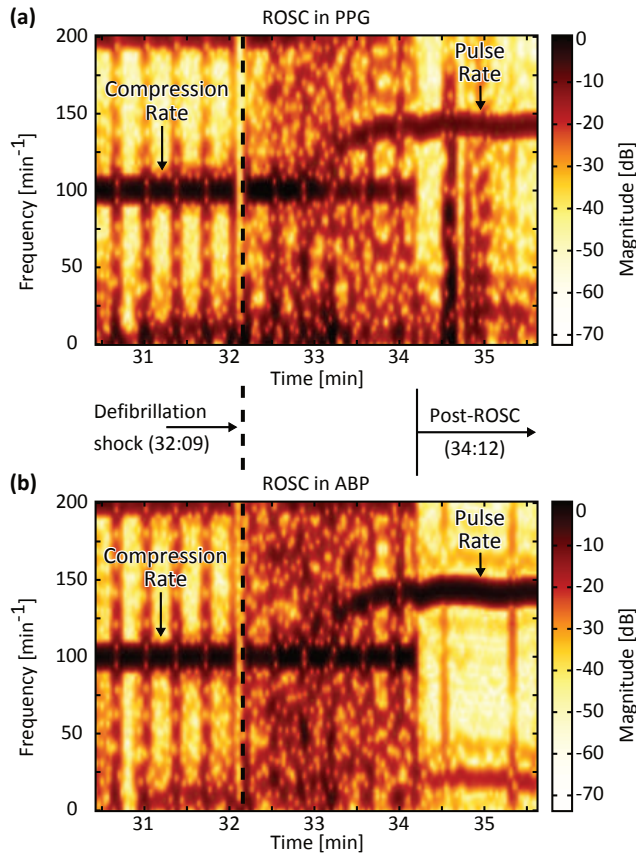 (a)
ROSC in PPG
200
150
100
50
0
Frequency [min⁻¹]
Compression
Rate
Pulse
Rate
31
32
33
34
35
Time [min]
0
-10
-20
-30
-40
-50
-60
-70
Magnitude [dB]
Defibrillation
shock (32:09)
Post-ROSC
(34:12)
(b)
ROSC in ABP
200
150
100
50
0
Frequency [min⁻¹]
Compression
Rate
Pulse
Rate
31
32
33
34
35
Time [min]
0
-10
-20
-30
-40
-50
-60
-70
Magnitude [dB]